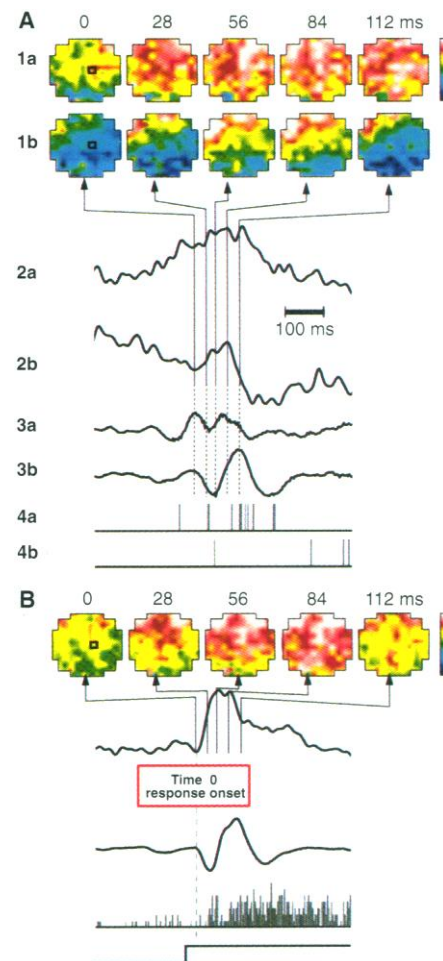 A
0 28 56 84 112 ms
1a
1b
2a
100 ms
2b
3a
3b
4a
4b
B
0 28 56 84 112 ms
Time 0
response onset